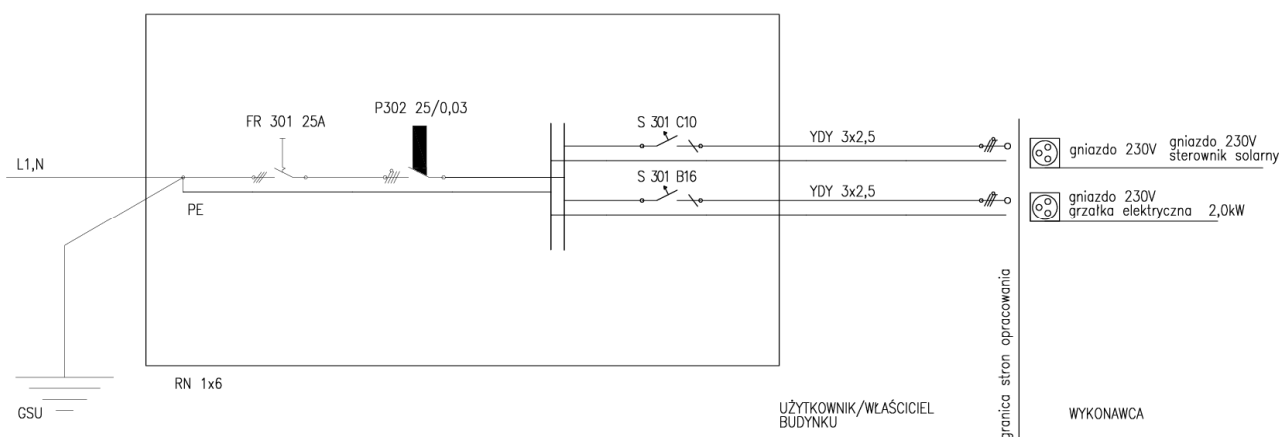 FR 301 25A
P302 25/0,03
S 301 C10
YDY 3x2,5
gniazdo 230V
gniazdo 230V
sterownik solarny
L1,N
PE
S 301 B16
YDY 3x2,5
gniazdo 230V
grzałka elektryczna 2,0kW
GSU
RN 1x6
UŻYTKOWNIK/WŁAŚCICIEL
BUDYNKU
granica stron opracowania
WYKONAWCA